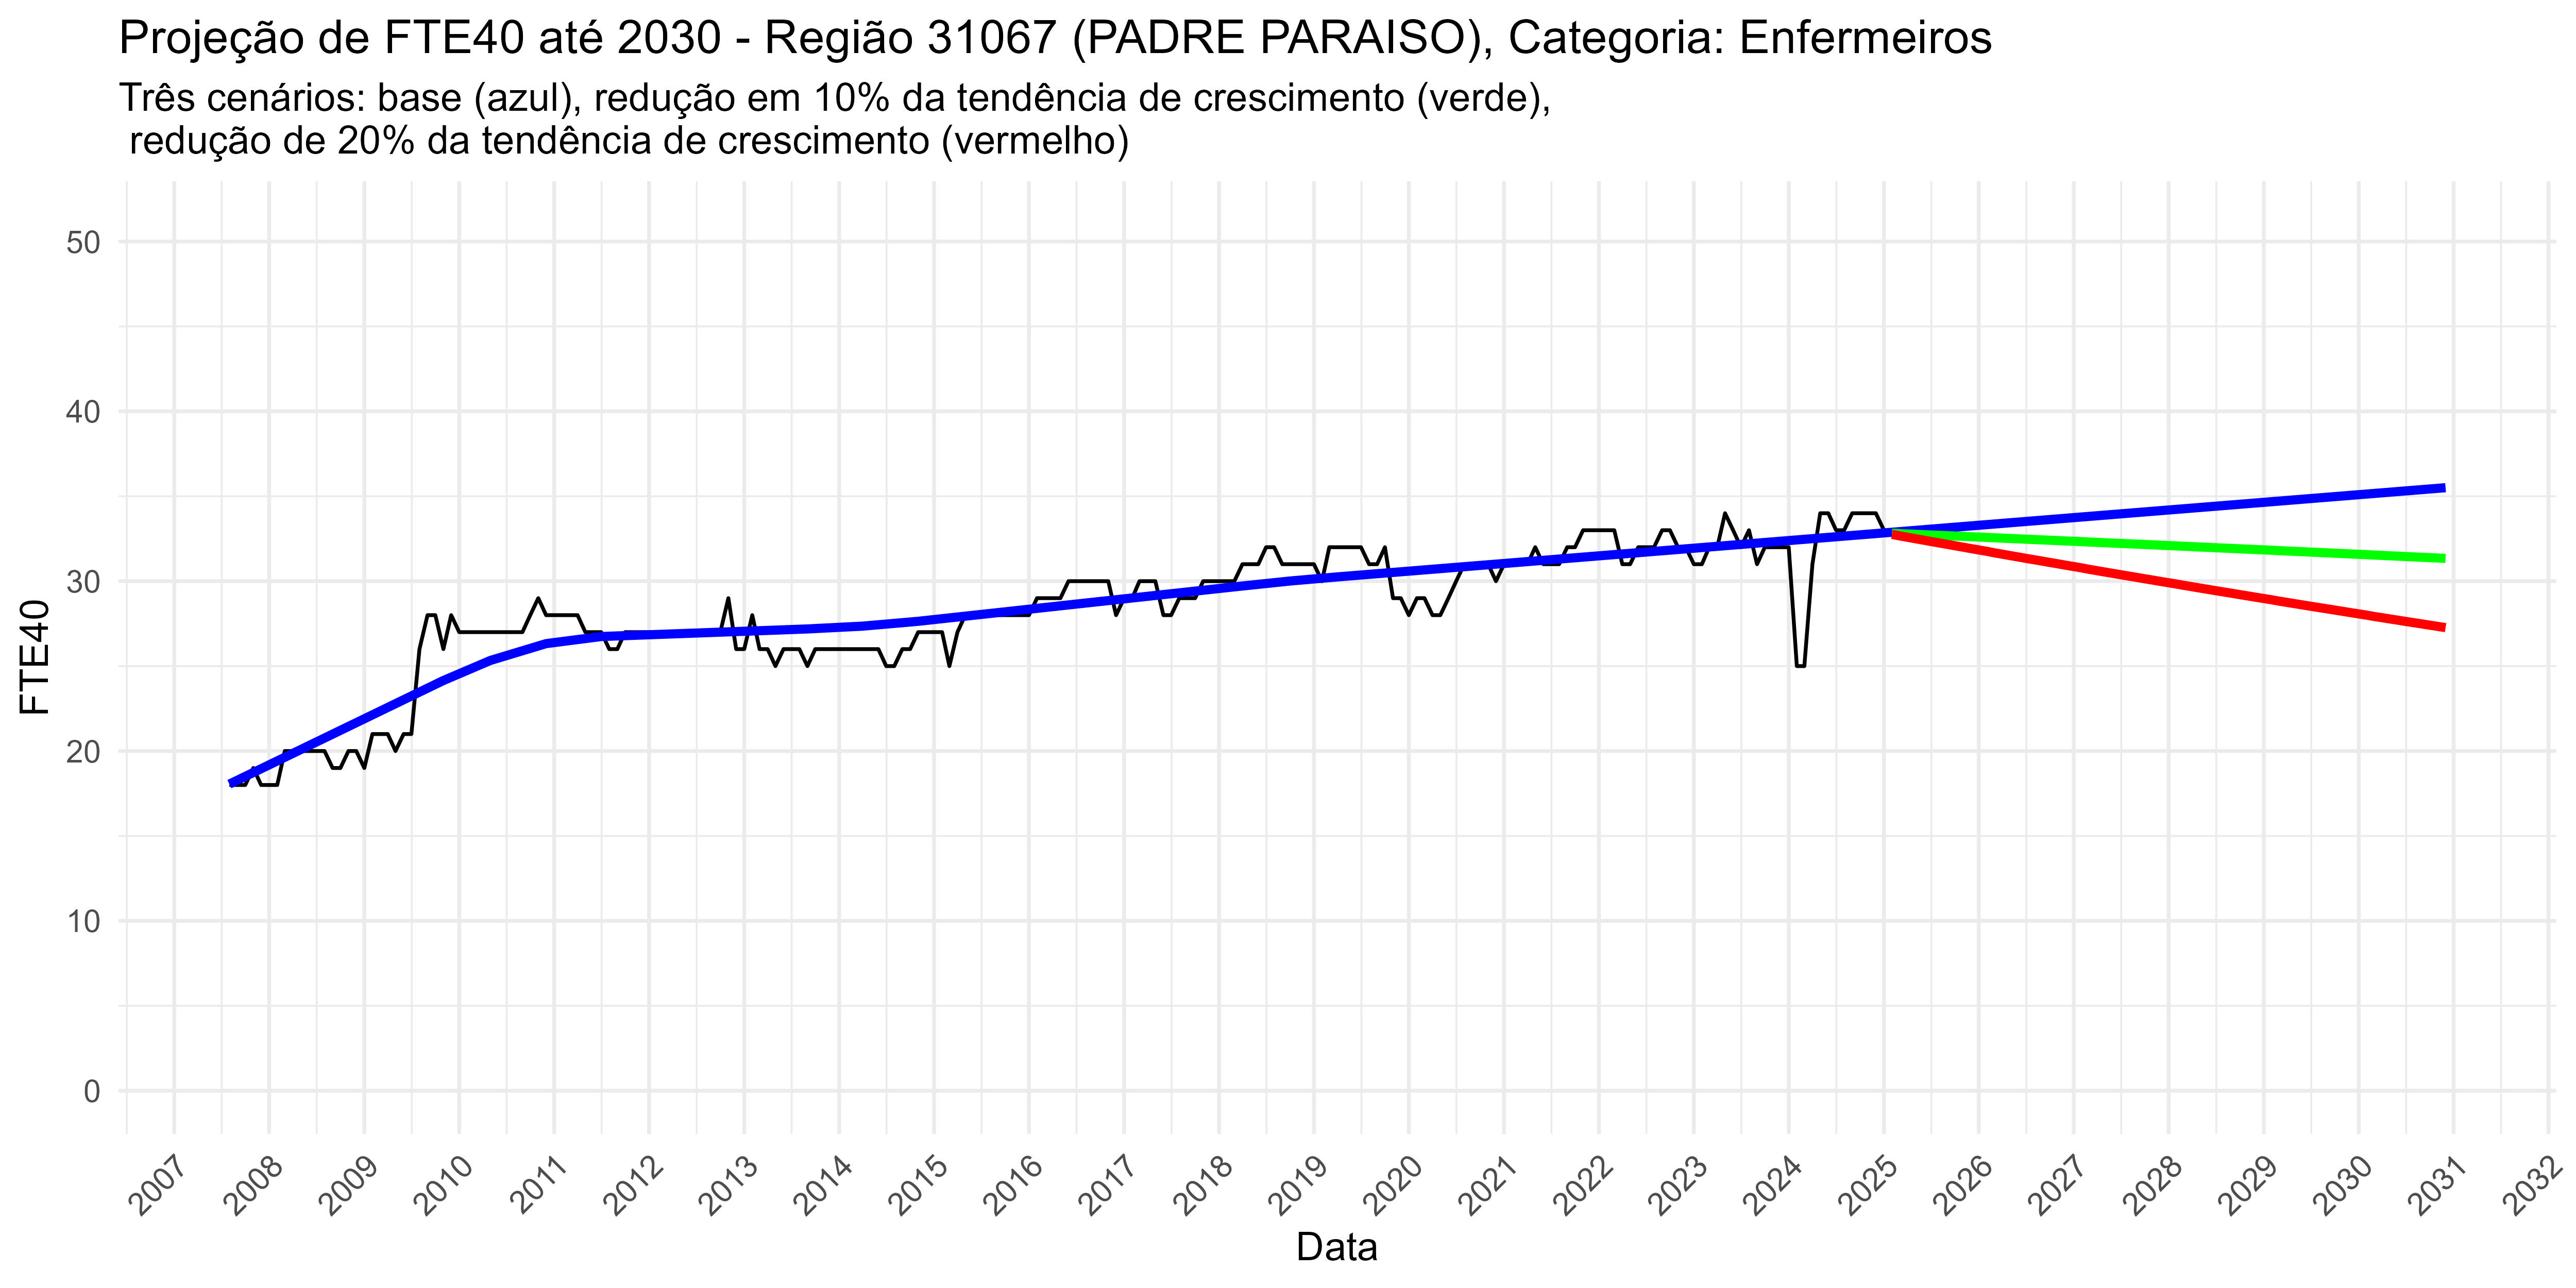 Projeção de FTE40 até 2030 - Região 31067 (PADRE PARAISO), Categoria: Enfermeiros
Três cenários: base (azul), redução em 10% da tendência de crescimento (verde),
redução de 20% da tendência de crescimento (vermelho)
50
40
30
20
10
0
FTE40
2007 2008 2009 2010 2011 2012 2013 2014 2015 2016 2017 2018 2019 2020 2021 2022 2023 2024 2025 2026 2027 2028 2029 2030 2031 2032
Data